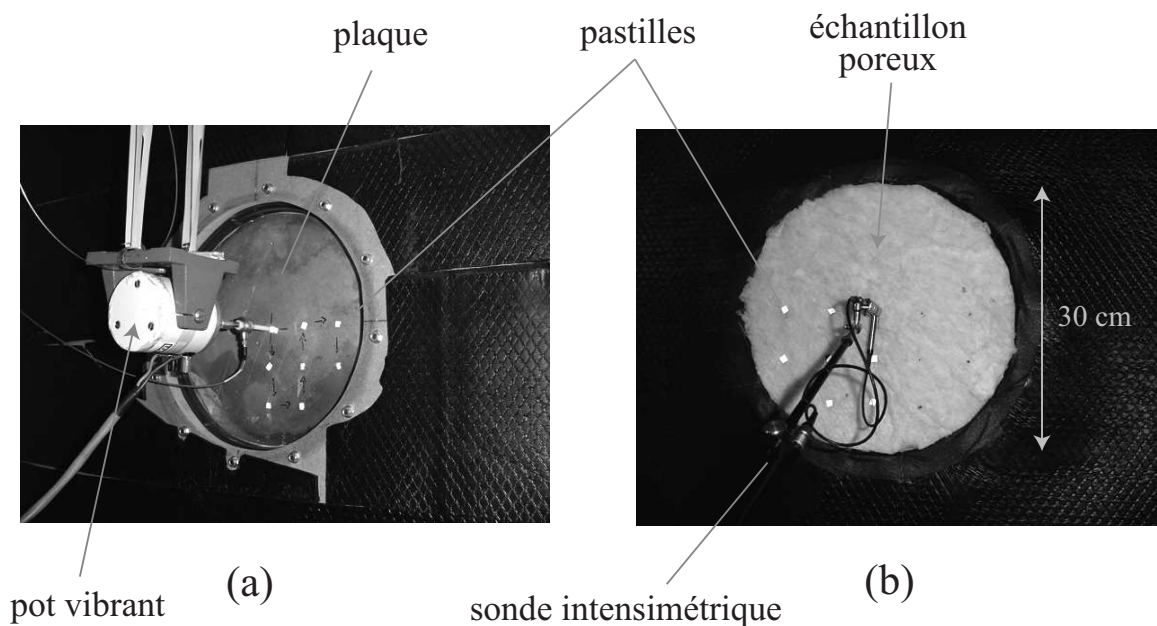 plaque
pastilles
échantillon
poreux
30 cm
pot vibrant
(a)
sonde intensimétrique
(b)